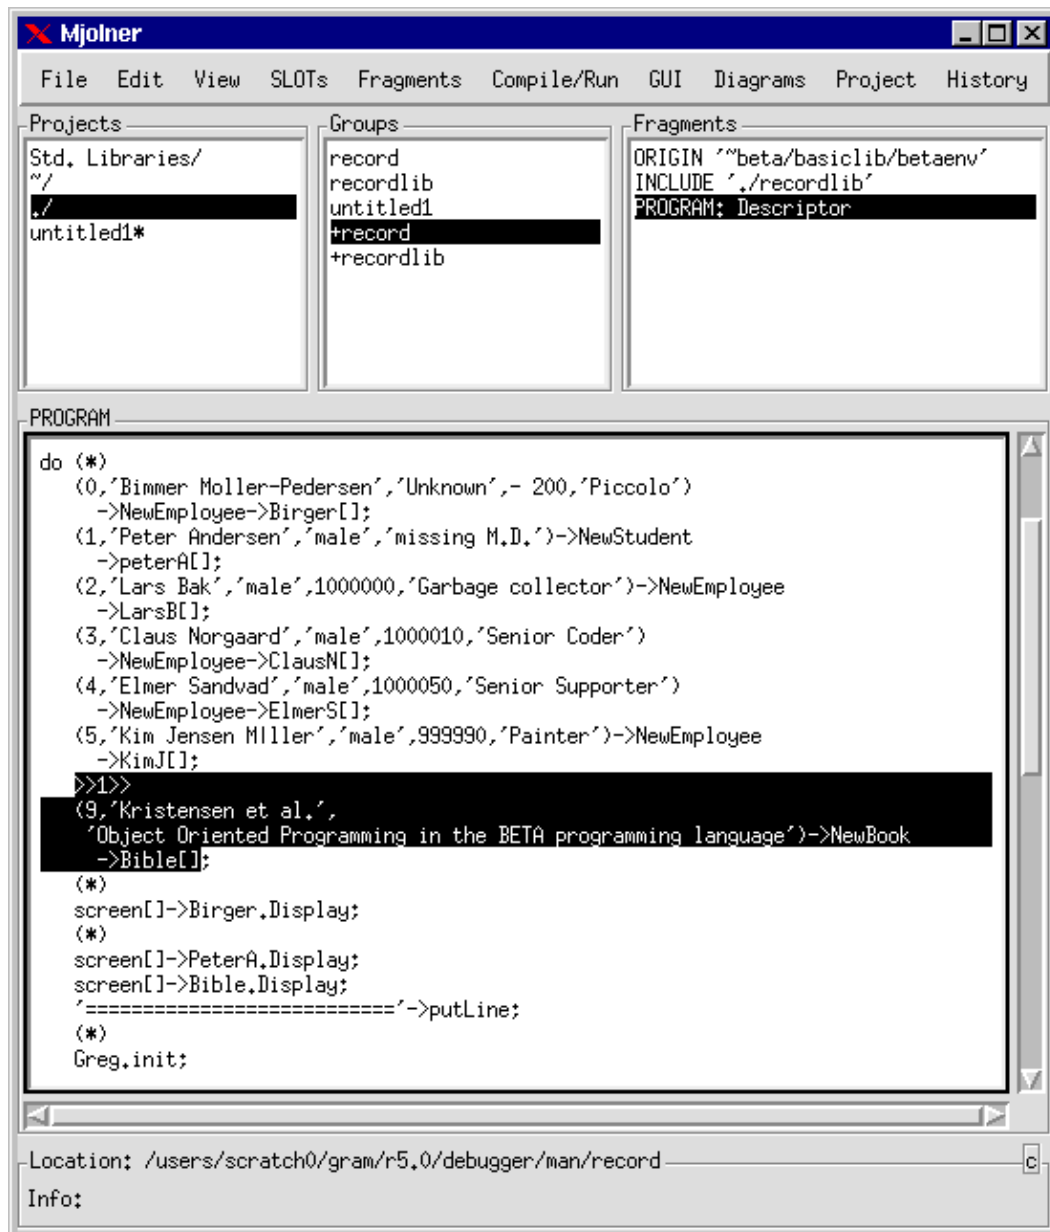 Mjolner
File Edit View SLOTs Fragments Compile/Run GUI Diagrams Project History
Projects
Std. Libraries/
~/
./
untitled1*
Groups
record
recordlib
untitled1
+record
+recordlib
Fragments
ORIGIN '~beta/basiclib/betaenv'
INCLUDE './recordlib'
PROGRAM: Descriptor
PROGRAM
do (*)
(0,'Bimmer Moller-Pedersen','Unknown',- 200,'Piccolo')
->NewEmployee->Birger[];
(1,'Peter Andersen','male','missing M.D.')->NewStudent
->peterA[];
(2,'Lars Bak','male',1000000,'Garbage collector')->NewEmployee
->LarsB[];
(3,'Claus Norgaard','male',1000010,'Senior Coder')
->NewEmployee->ClausN[];
(4,'Elmer Sandvad','male',1000050,'Senior Supporter')
->NewEmployee->ElmerS[];
(5,'Kim Jensen M|ller','male',999990,'Painter')->NewEmployee
->KimJ[];
>>1>>
(9,'Kristensen et al.',
'Object Oriented Programming in the BETA programming language')->NewBook
->Bible[];
(*)
screen[]->Birger.Display;
(*)
screen[]->PeterA.Display;
screen[]->Bible.Display;
'==========================='->putLine;
(*)
Greg.init;
Location: /users/scratch0/gram/r5.0/debugger/man/record
c
Info: